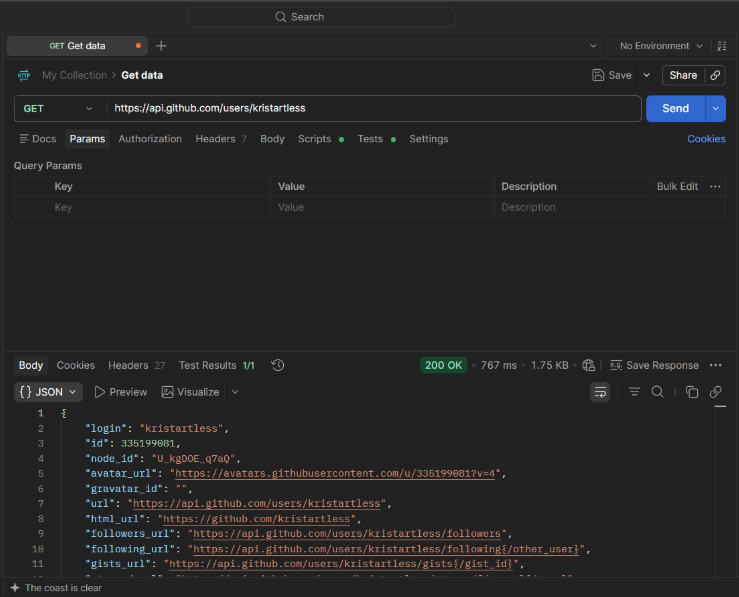 Search
GET Get data
No Environment
HTTP My Collection > Get data Save Share
GET https://api.github.com/users/kristartless Send
Docs Params Authorization Headers 7 Body Scripts Tests Settings Cookies
Query Params
Key Value Description Bulk Edit
Key Value Description
Body Cookies Headers 27 Test Results 1/1 200 OK 767 ms 1.75 KB e.g. Save Response
{} JSON Preview Visualize
1 {
2 "login": "kristartless",
3 "id": 335199081,
4 "node_id": "U_kgDOE_q7aQ",
5 "avatar_url": "https://avatars.githubusercontent.com/u/335199081?v=4",
6 "gravatar_id": "",
7 "url": "https://api.github.com/users/kristartless",
8 "html_url": "https://github.com/kristartless",
9 "followers_url": "https://api.github.com/users/kristartless/followers",
10 "following_url": "https://api.github.com/users/kristartless/following{/other_user}",
11 "gists_url": "https://api.github.com/users/kristartless/gists{/gist_id}",
The coast is clear